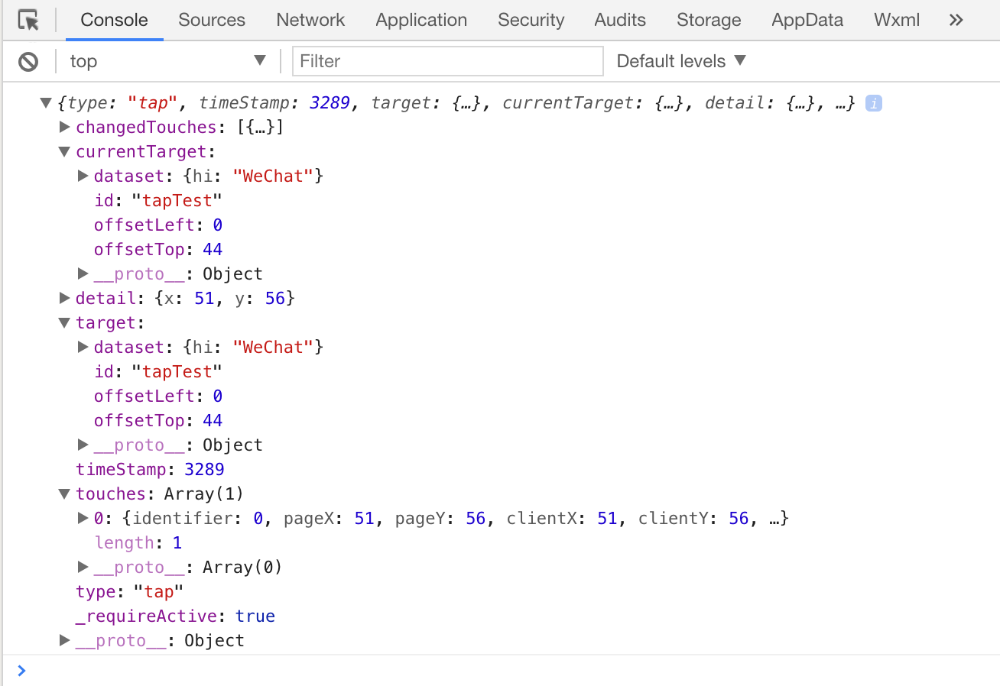 Console Sources Network Application Security Audits Storage AppData Wxml
top Filter Default levels
{type: "tap", timeStamp: 3289, target: {…}, currentTarget: {…}, detail: {…}, …} i
changedTouches: [{…}]
currentTarget:
dataset: {hi: "WeChat"}
id: "tapTest"
offsetLeft: 0
offsetTop: 44
__proto__: Object
detail: {x: 51, y: 56}
target:
dataset: {hi: "WeChat"}
id: "tapTest"
offsetLeft: 0
offsetTop: 44
__proto__: Object
timeStamp: 3289
touches: Array(1)
0: {identifier: 0, pageX: 51, pageY: 56, clientX: 51, clientY: 56, …}
length: 1
__proto__: Array(0)
type: "tap"
_requireActive: true
__proto__: Object